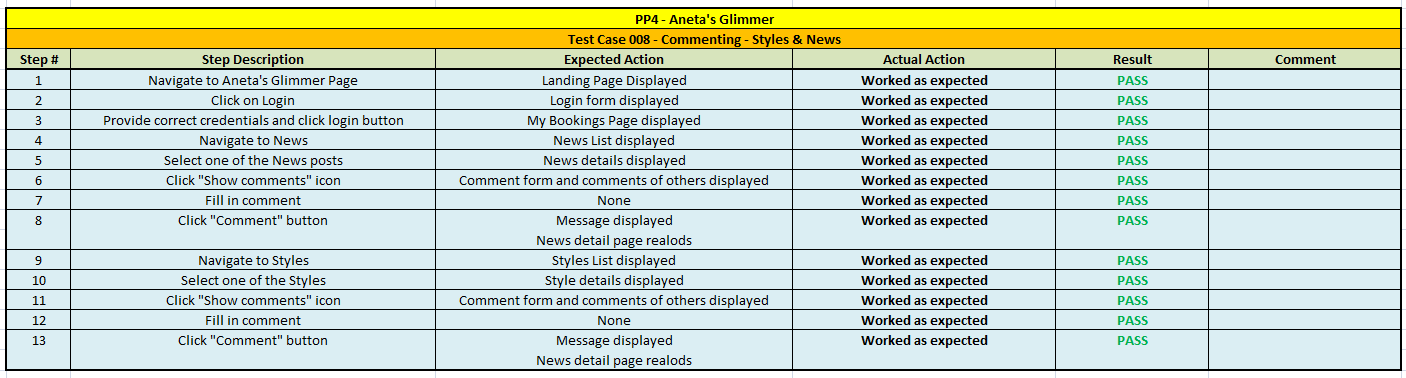 PP4 - Aneta's Glimmer
Test Case 008 - Commenting - Styles & News
Step # Step Description Expected Action Actual Action Result Comment
1 Navigate to Aneta's Glimmer Page Landing Page Displayed Worked as expected PASS
2 Click on Login Login form displayed Worked as expected PASS
3 Provide correct credentials and click login button My Bookings Page displayed Worked as expected PASS
4 Navigate to News News List displayed Worked as expected PASS
5 Select one of the News posts News details displayed Worked as expected PASS
6 Click "Show comments" icon Comment form and comments of others displayed Worked as expected PASS
7 Fill in comment None Worked as expected PASS
8 Click "Comment" button Message displayed Worked as expected PASS
News detail page realods
9 Navigate to Styles Styles List displayed Worked as expected PASS
10 Select one of the Styles Style details displayed Worked as expected PASS
11 Click "Show comments" icon Comment form and comments of others displayed Worked as expected PASS
12 Fill in comment None Worked as expected PASS
13 Click "Comment" button Message displayed Worked as expected PASS
News detail page realods